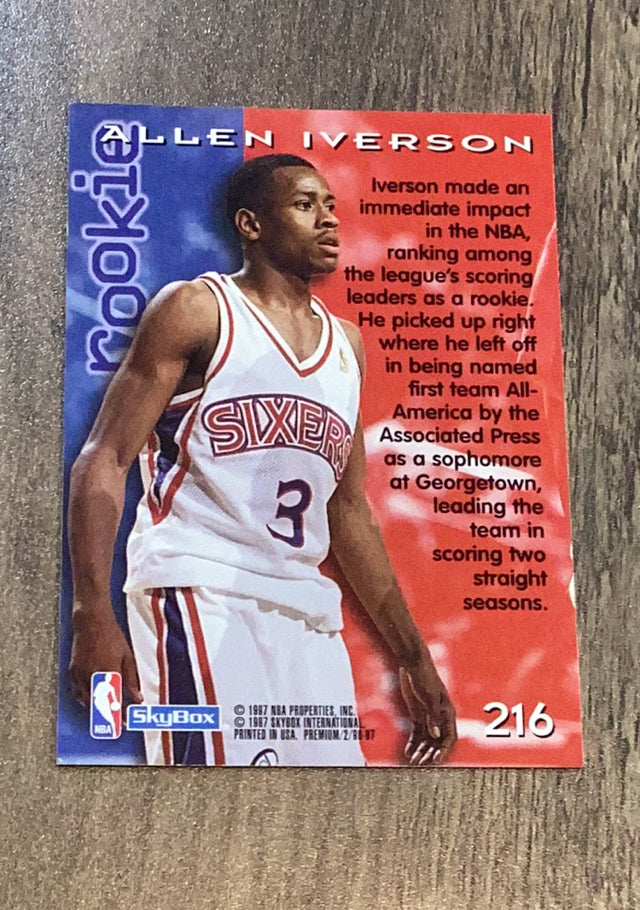 ALLEN IVERSON
rookie
Iverson made an
immediate impact
in the NBA,
ranking among
the league's scoring
leaders as a rookie.
He picked up right
where he left off
in being named
first team All-
America by the
Associated Press
as a sophomore
at Georgetown,
leading the
team in
scoring two
straight
seasons.
SIXERS
3
NBA
SkyBox
© 1997 NBA PROPERTIES, INC.
© 1997 SKYBOX INTERNATIONAL.
PRINTED IN USA. PREMIUM/2/96-97
216